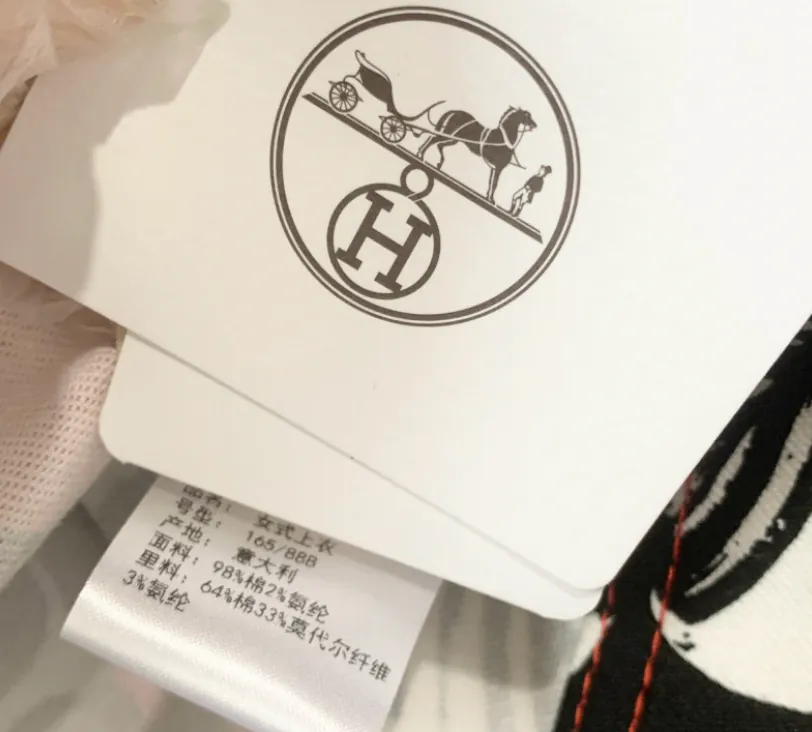 H
品名： 女式上衣
号型： 165/88B
产地： 意大利
面料： 98%棉2%氨纶
里料： 64%棉33%莫代尔纤维
3%氨纶